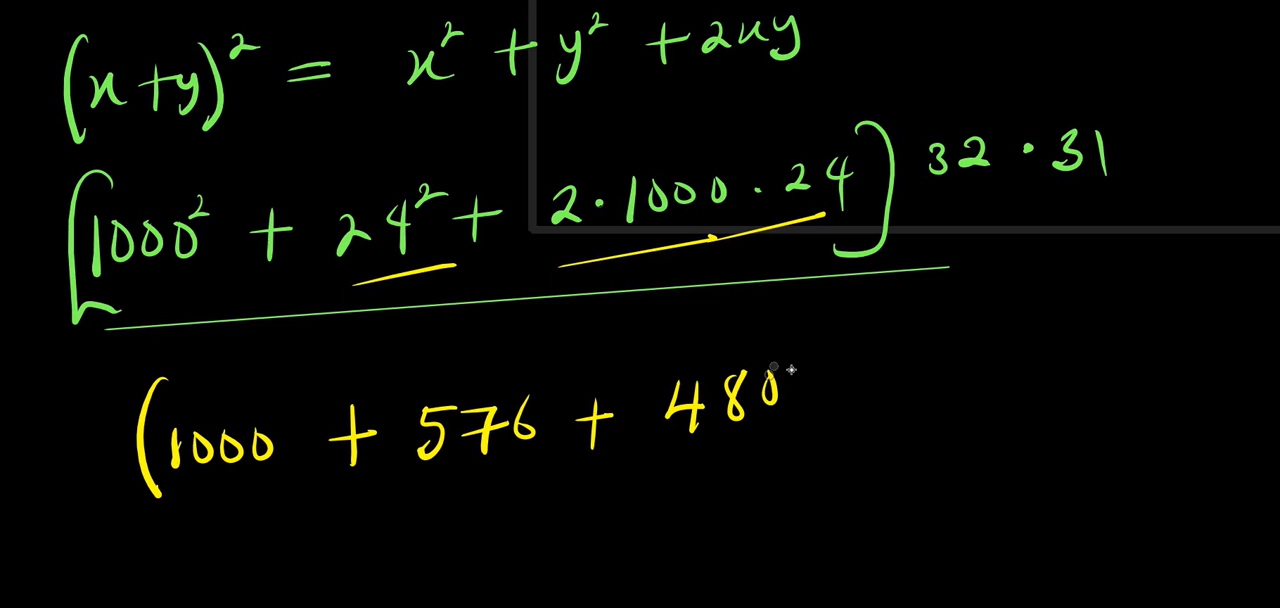 (x+y)² = x² + y² + 2xy
[1000² + 24² + 2·1000·24] 32·31
(1000 + 576 + 480